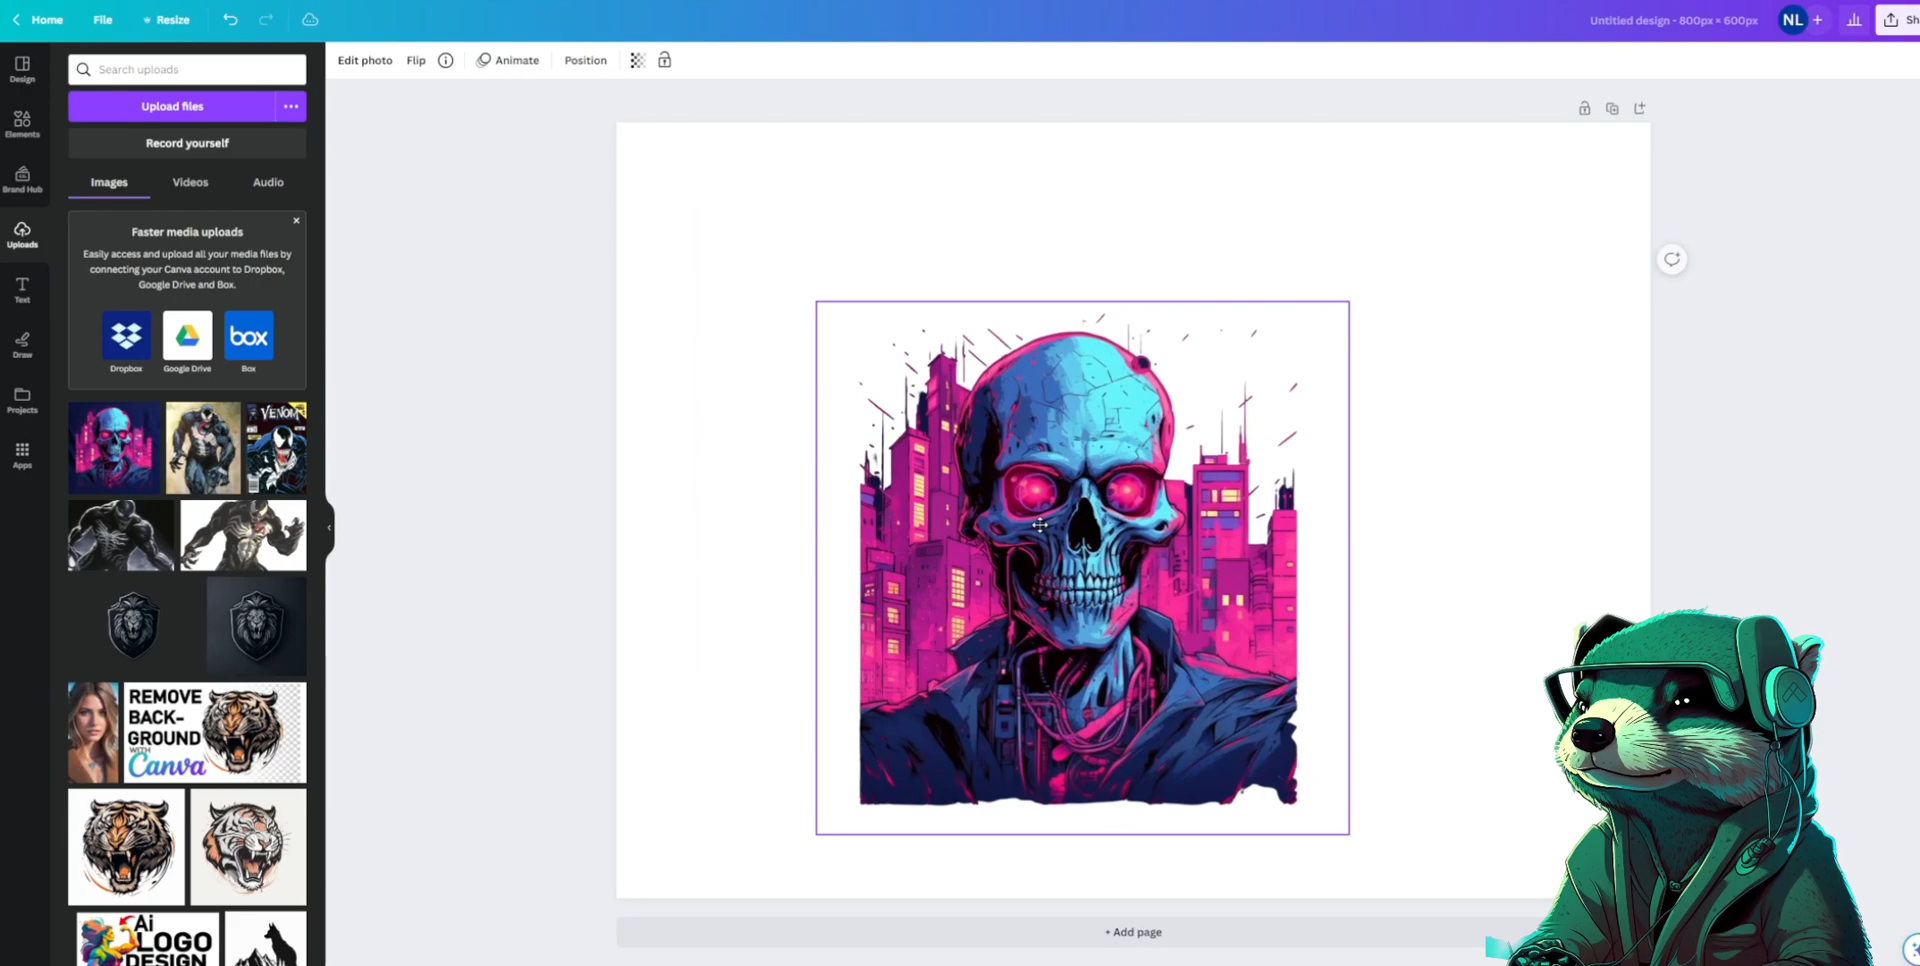 Home
File
Resize
Untitled design - 800px × 600px
NL
Sh
Design
Elements
Brand Hub
Uploads
Text
Draw
Projects
Apps
Search uploads
Upload files
Record yourself
Images
Videos
Audio
Faster media uploads
Easily access and upload all your media files by
connecting your Canva account to Dropbox,
Google Drive and Box.
box
Dropbox
Google Drive
Box
VENOM
REMOVE
BACK-
GROUND
WITH
Canva
Ai
LOGO
DESIGN
Edit photo
Flip
Animate
Position
+ Add page